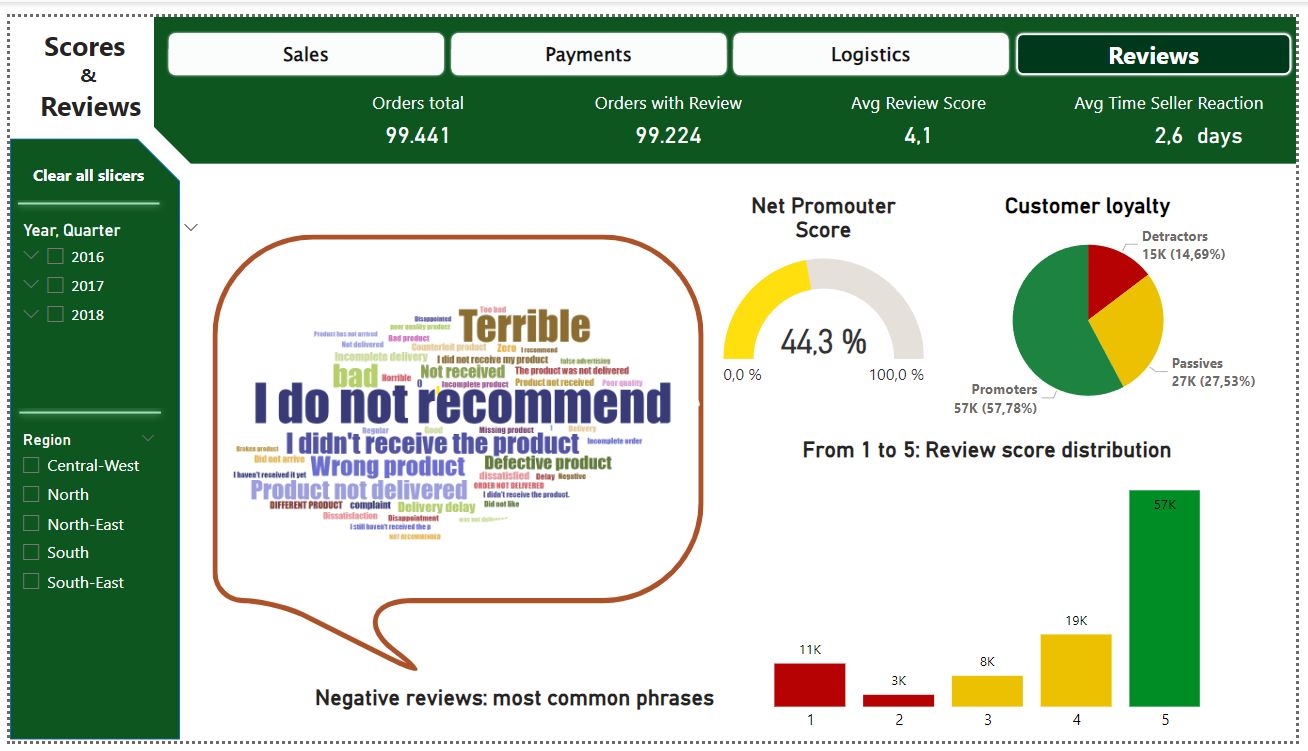 Scores
&
Reviews
Sales
Payments
Logistics
Reviews
Orders total
Orders with Review
Avg Review Score
Avg Time Seller Reaction
99.441
99.224
4,1
2,6 days
Clear all slicers
Year, Quarter
2016
2017
2018
Region
Central-West
North
North-East
South
South-East
Too bad
Disappointed
Terrible
poor quality product
Product has not arrived
Bad product
Not delivered
Counterfeit product
Zero
I recommend
Incomplete delivery
I did not receive my product
false advertising
bad
Horrible
Not received
The product was not delivered
0
Incomplete product
Product not received
Poor quality
I do not recommend
Regular
Good
Missing product
I
Delivery
I didn't receive the product
Incomplete order
Broken product
Did not arrive
Wrong product
Defective product
I haven't received it yet
dissatisfied
Delay
Negative
Product not delivered
ORDER NOT DELIVERED
I didn't receive the product.
DIFFERENT PRODUCT
complaint
Delivery delay
Did not like
Dissatisfaction
Disappointment
I still haven't received the p
NOT RECOMMENDED
Negative reviews: most common phrases
Net Promouter
Score
44,3 %
0,0 %
100,0 %
Customer loyalty
Detractors
15K (14,69%)
Passives
27K (27,53%)
Promoters
57K (57,78%)
From 1 to 5: Review score distribution
11K
3K
8K
19K
57K
1
2
3
4
5